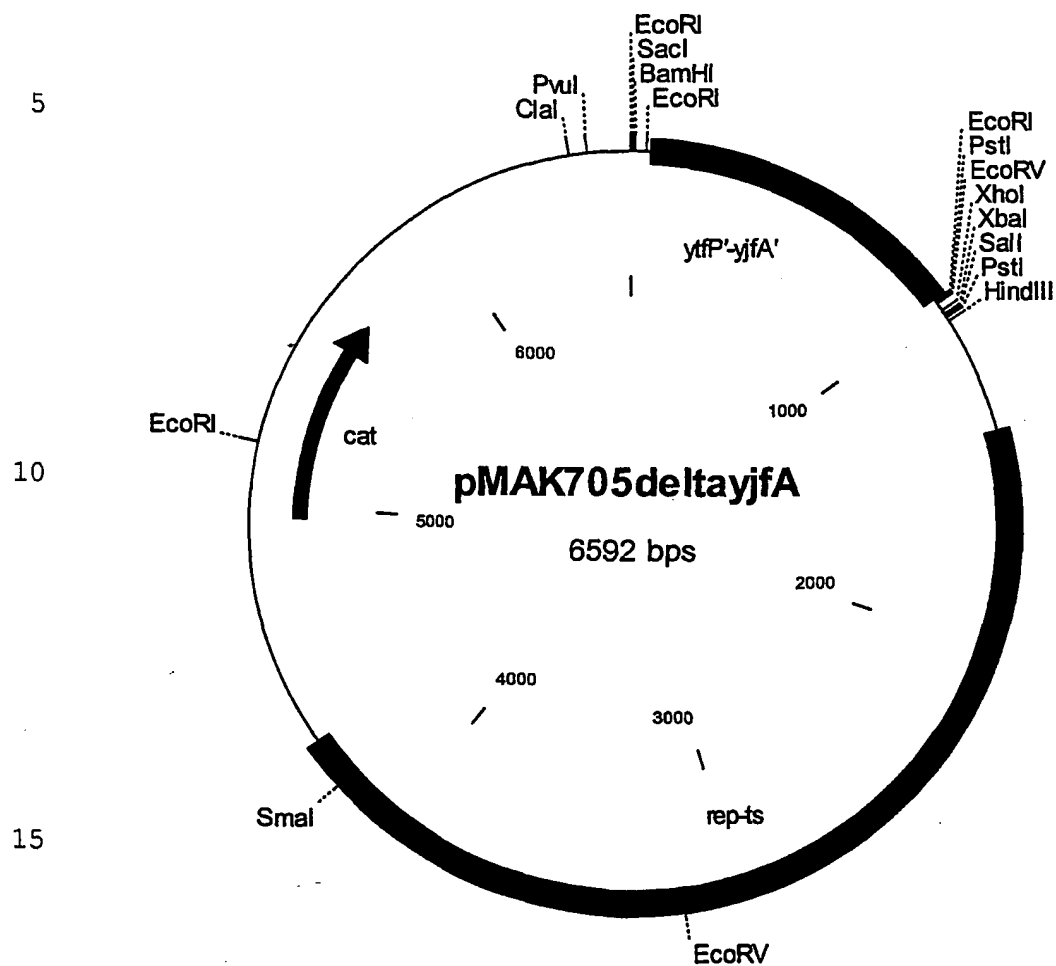 EcoRI
SacI
BamHI
EcoRI
PvuI
ClaI
5
EcoRI
PstI
EcoRV
XhoI
XbaI
SalI
PstI
HindIII
ytfP'-yjfA'
6000
1000
EcoRI
cat
10
pMAK705deltayjfA
5000
6592 bps
2000
4000
3000
SmaI
rep-ts
15
EcoRV